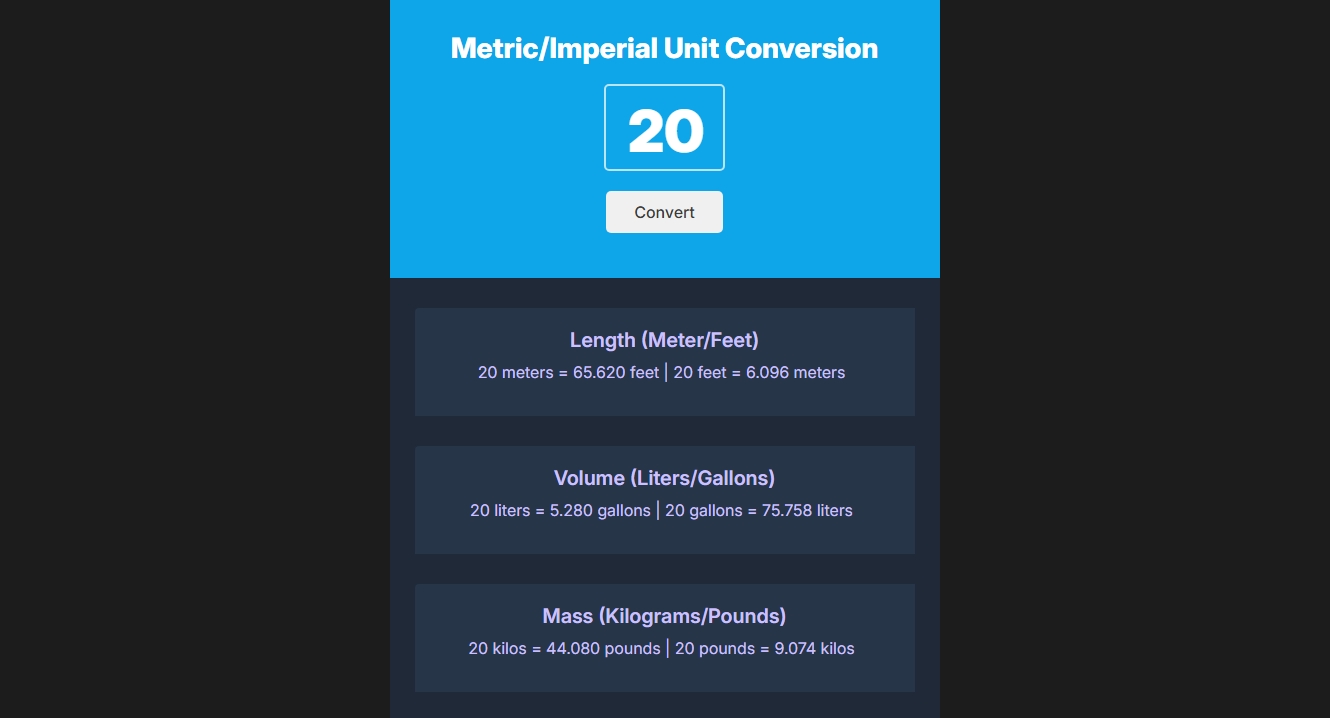 Metric/Imperial Unit Conversion
20
Convert
Length (Meter/Feet)
20 meters = 65.620 feet | 20 feet = 6.096 meters
Volume (Liters/Gallons)
20 liters = 5.280 gallons | 20 gallons = 75.758 liters
Mass (Kilograms/Pounds)
20 kilos = 44.080 pounds | 20 pounds = 9.074 kilos